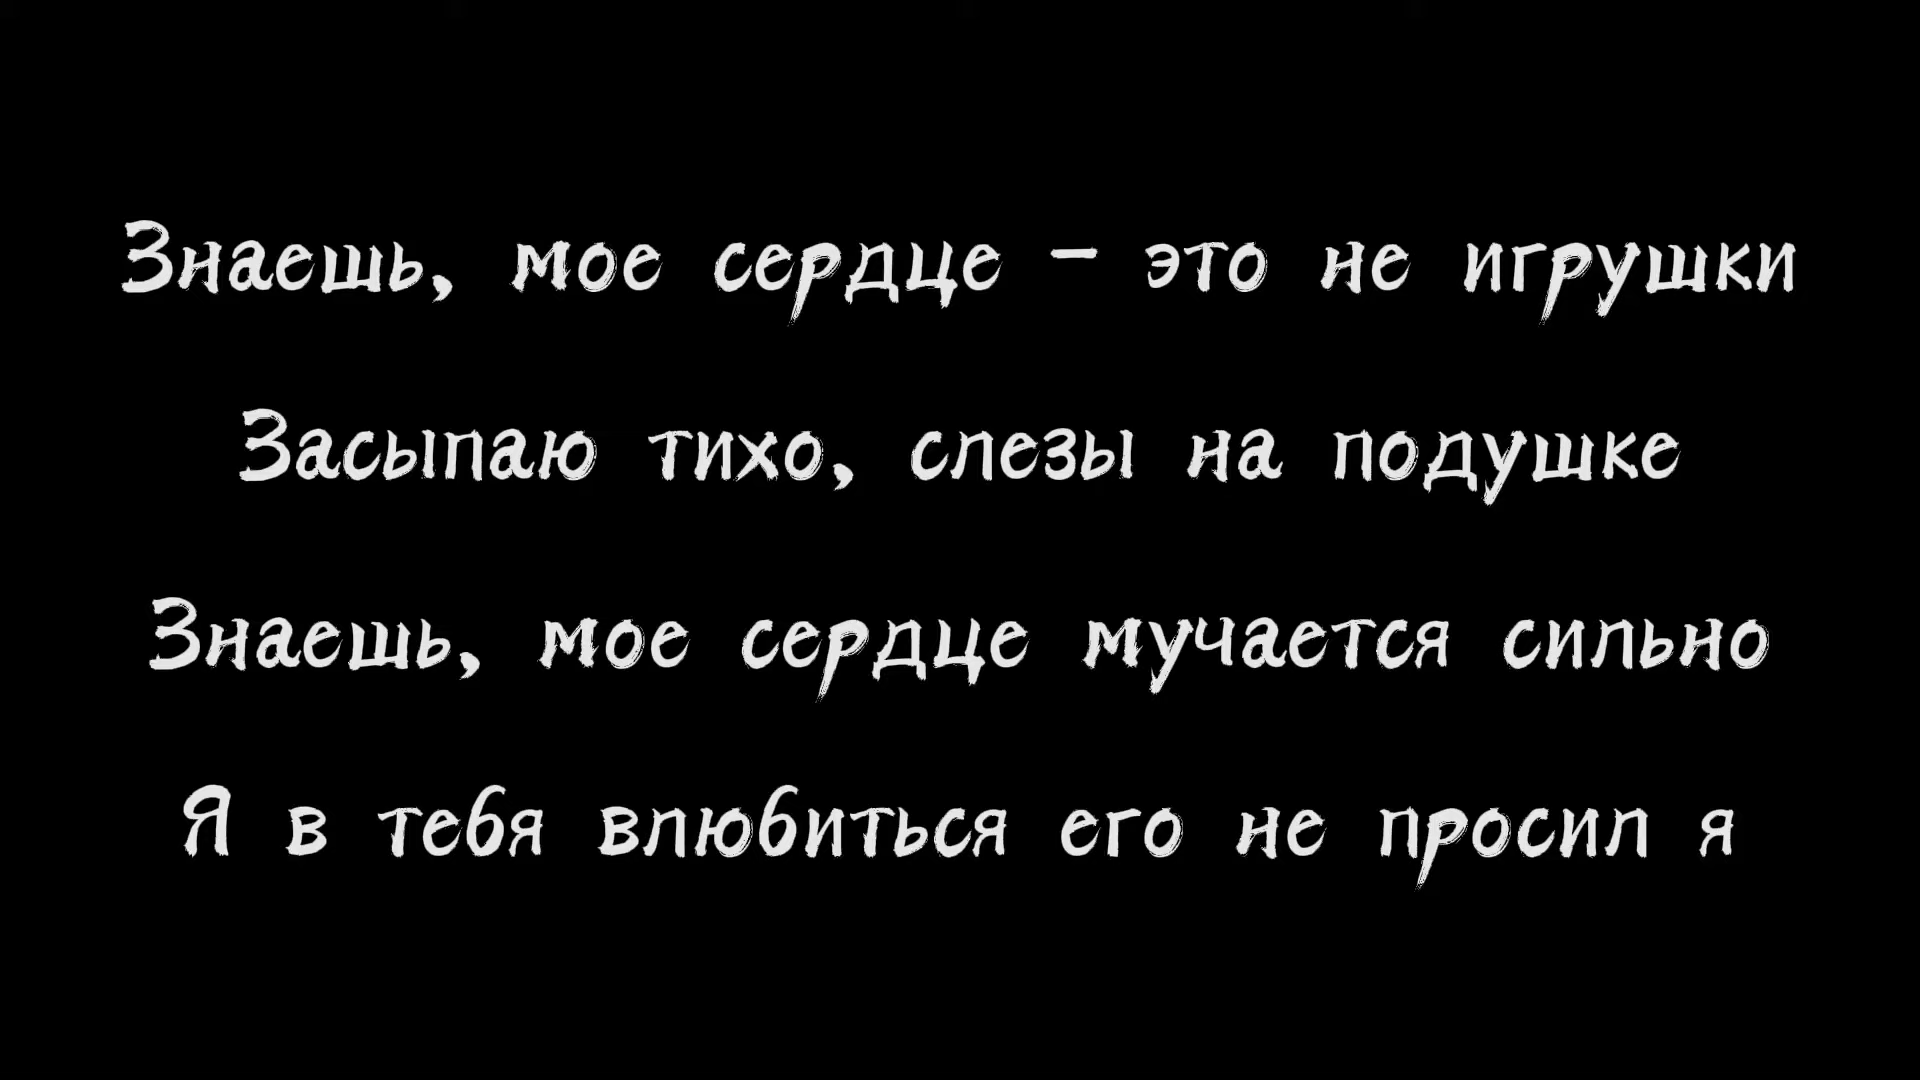 Знаешь, мое сердце - это не игрушки
Засыпаю тихо, слезы на подушке
Знаешь, мое сердце мучается сильно
Я в тебя влюбиться его не просил я